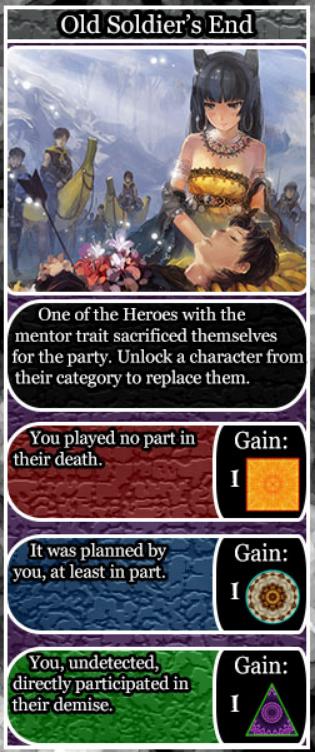 Old Soldier's End
One of the Heroes with the
mentor trait sacrificed themselves
for the party. Unlock a character from
their category to replace them.
You played no part in
their death.
Gain:
I
It was planned by
you, at least in part.
Gain:
I
You, undetected,
directly participated in
their demise.
Gain:
I